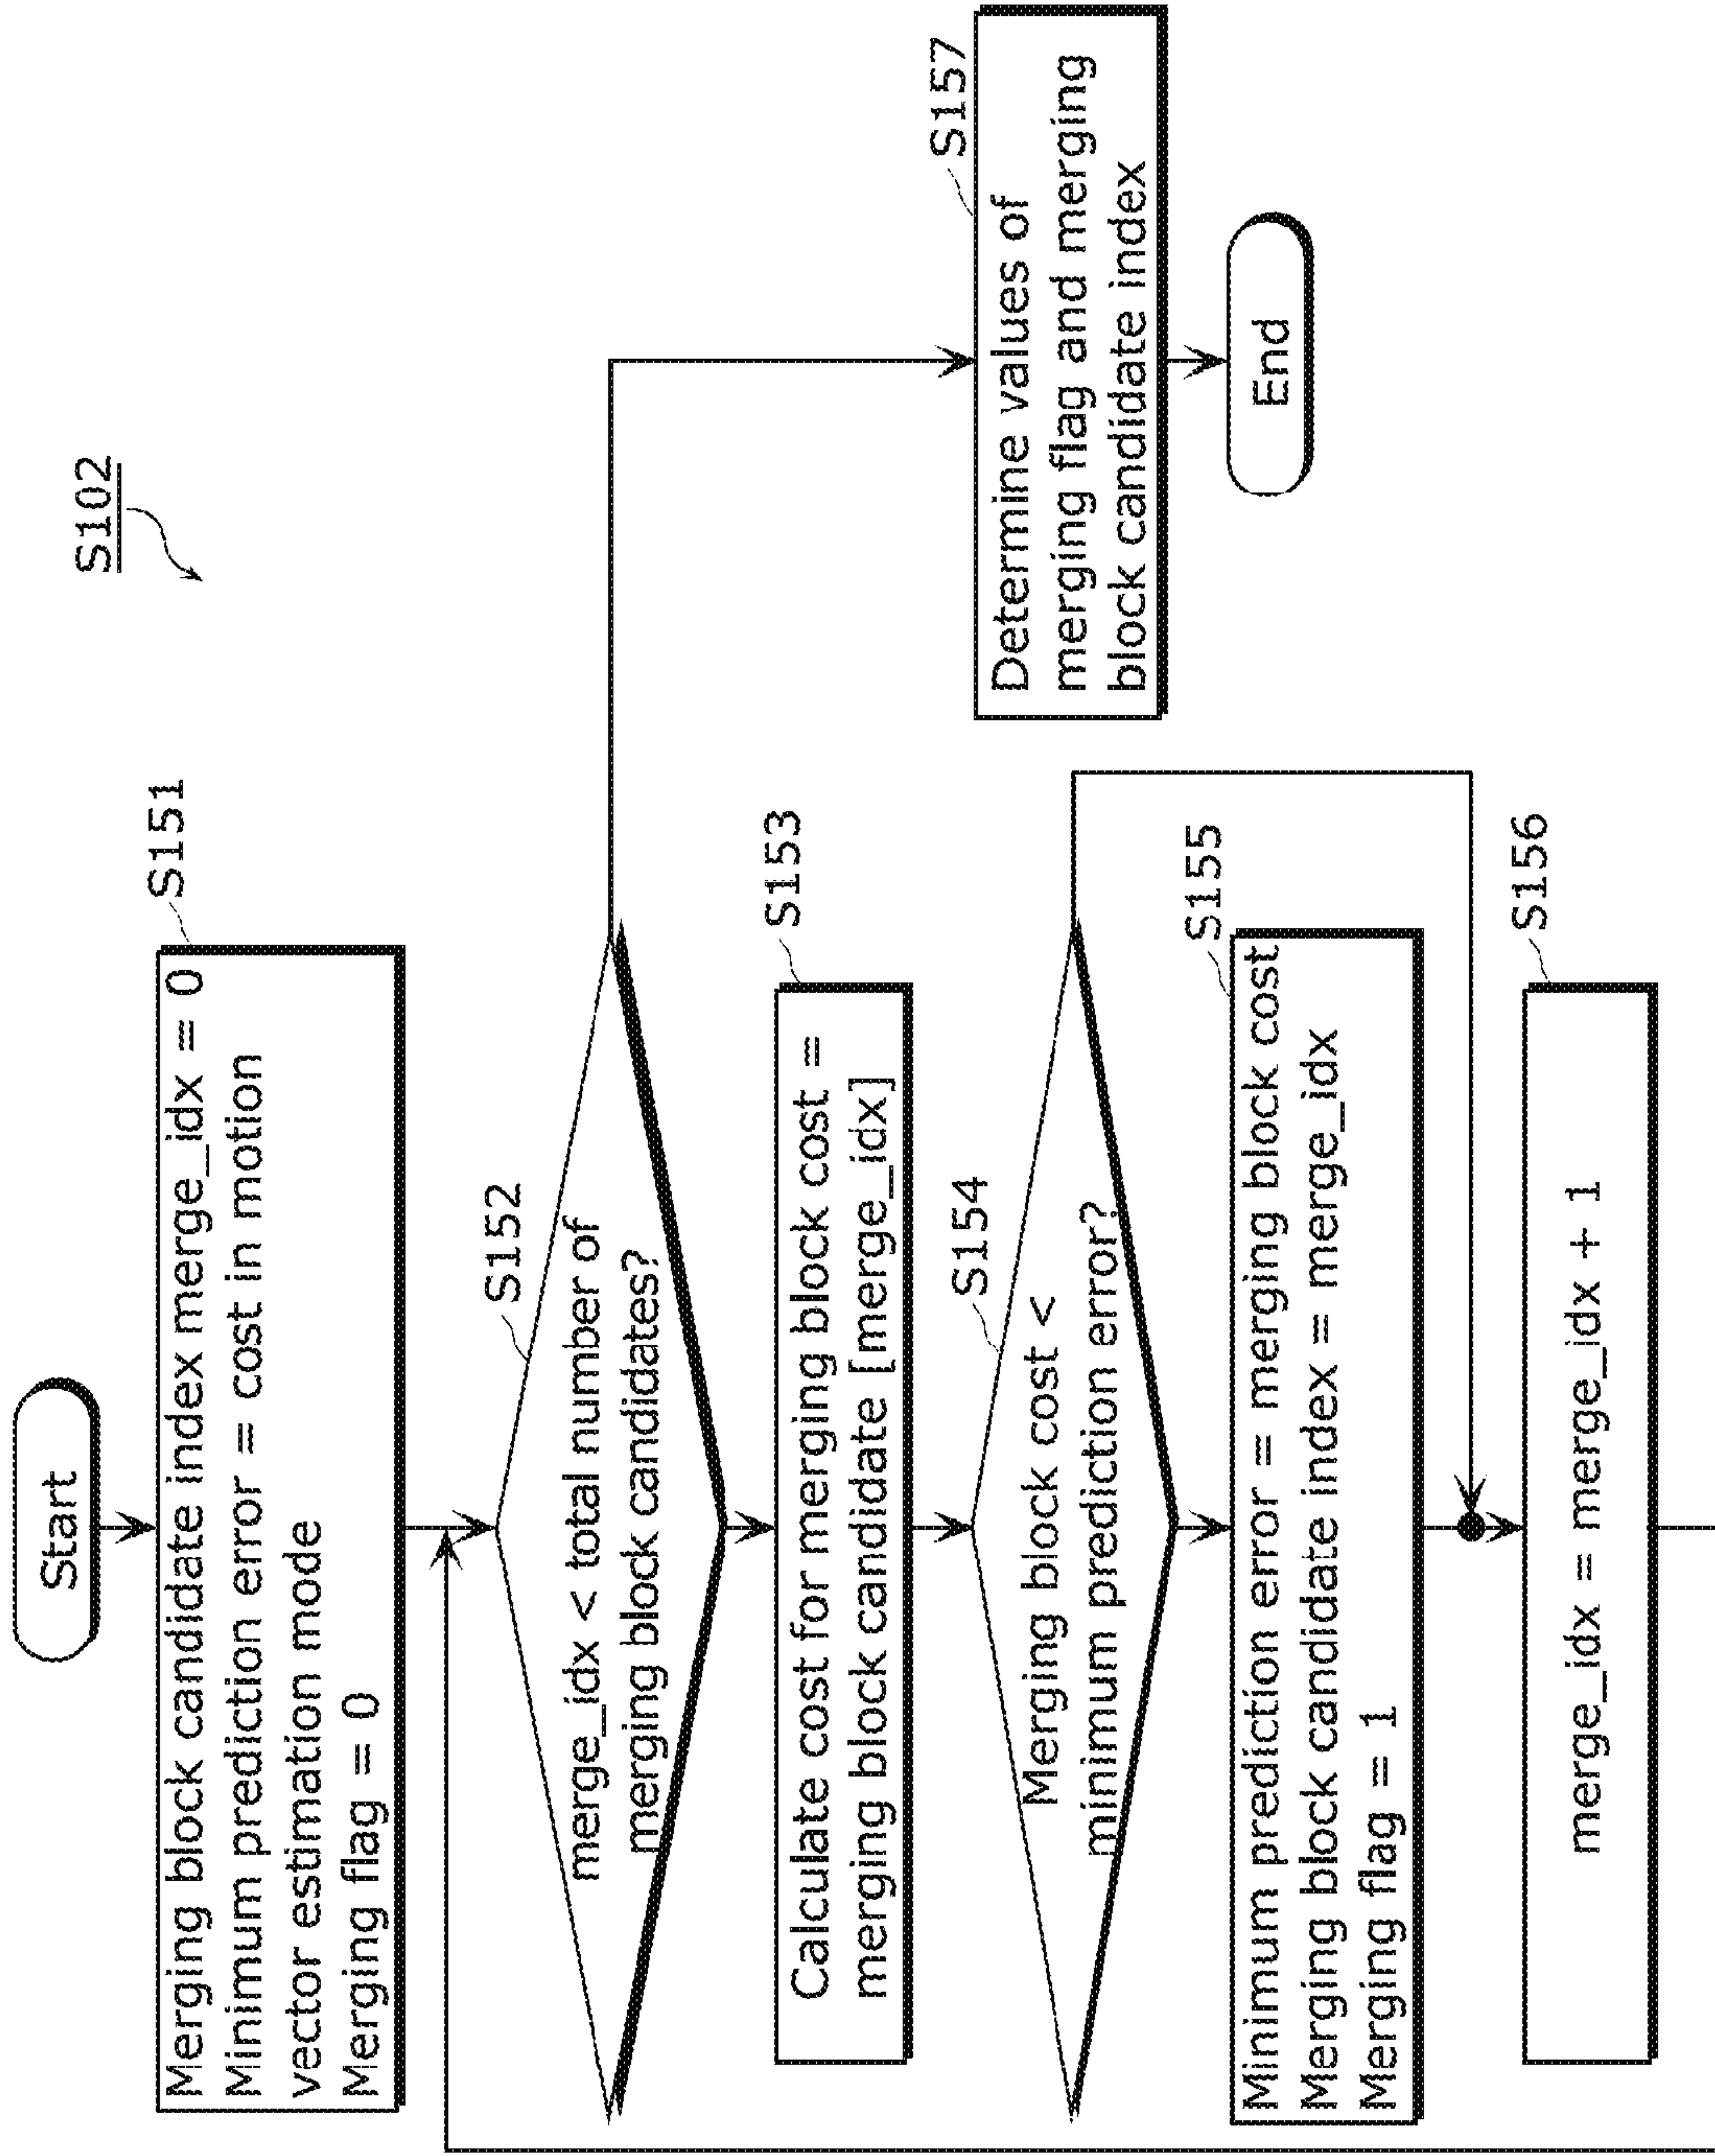 S102
Start
S151
Merging block candidate index merge_idx = 0
Minimum prediction error = cost in motion
vector estimation mode
Merging flag = 0
S152
merge_idx < total number of
merging block candidates?
S153
Calculate cost for merging block cost =
merging block candidate [merge_idx]
S154
Merging block cost <
minimum prediction error?
S155
Minimum prediction error = merging block cost
Merging block candidate index = merge_idx
Merging flag = 1
S156
merge_idx = merge_idx + 1
S157
Determine values of
merging flag and merging
block candidate index
End